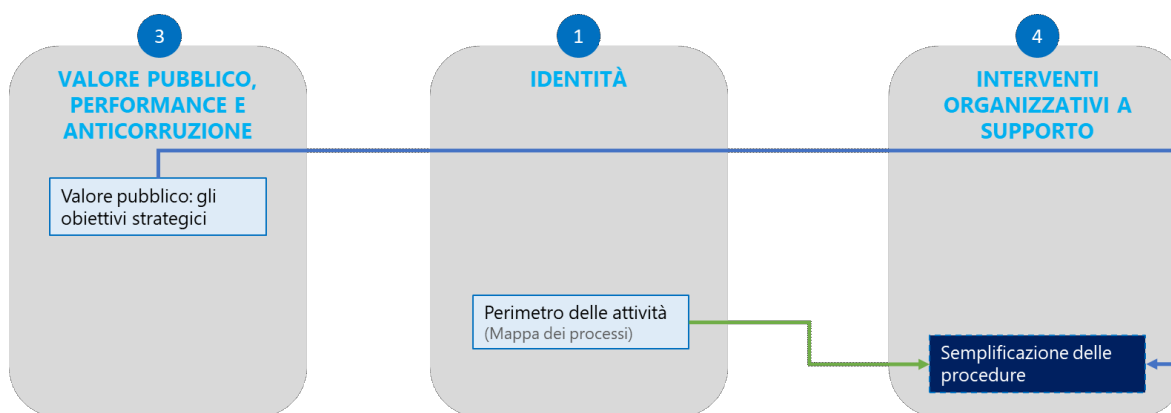 3
VALORE PUBBLICO,
PERFORMANCE E
ANTICORRUZIONE
Valore pubblico: gli
obiettivi strategici
1
IDENTITÀ
Perimetro delle attività
(Mappa dei processi)
4
INTERVENTI
ORGANIZZATIVI A
SUPPORTO
Semplificazione delle
procedure